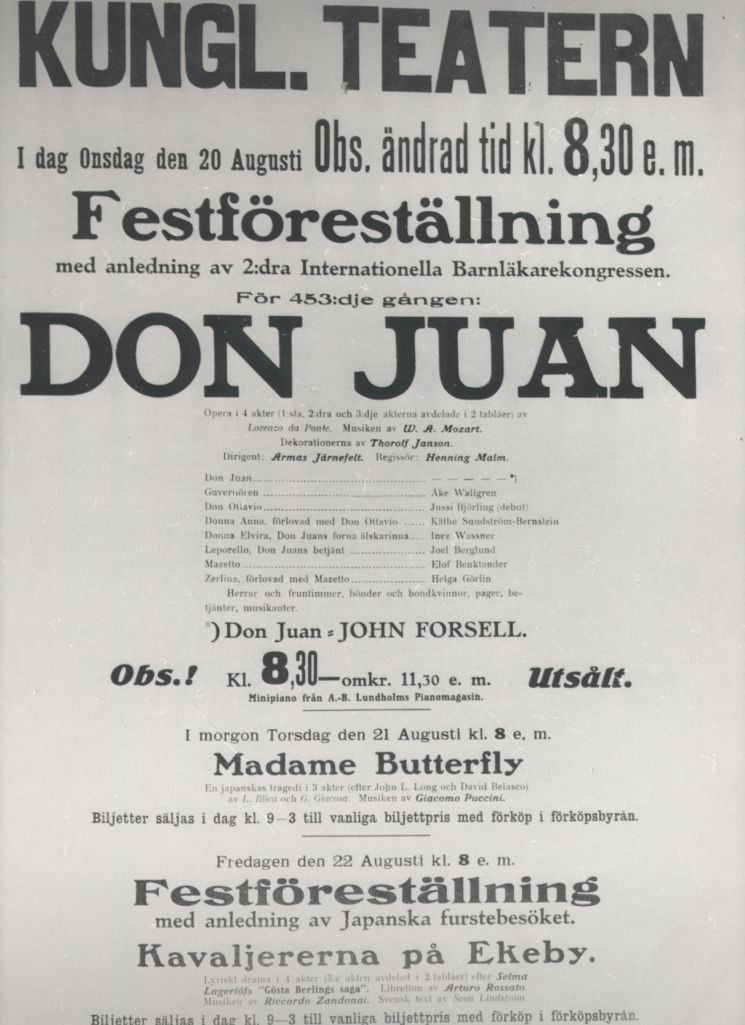 KUNGL. TEATERN
I dag Onsdag den 20 Augusti Obs. ändrad tid kl. 8,30 e. m.
Festföreställning
med anledning av 2:dra Internationella Barnläkarekongressen.
För 453:dje gången:
DON JUAN
Opera i 4 akter (1:sta, 2:dra och 3:dje akterna avdelade i 2 tablåer) av
Lorenzo da Ponte. Musiken av W. A. Mozart.
Dekorationerna av Thorolf Janson.
Dirigent: Armas Järnefelt. Regissör: Henning Malm.
Don Juan ........ — — — — — *)
Guvernören ........ Åke Wallgren
Don Ottavio ........ Jussi Björling (debut)
Donna Anna, förlovad med Don Ottavio ...... Käthe Sundström-Bernstein
Donna Elvira, Don Juans forna älskarinna.... Inez Wassner
Leporello, Don Juans betjänt ........ Joel Berglund
Mazetto ........ Elof Benktander
Zerlina, förlovad med Mazetto ........ Helga Görlin
Herrar och fruntimmer, bönder och bondkvinnor, pager, be-
tjänter, musikanter.
*) Don Juan = JOHN FORSELL.
Obs.! Kl. 8,30—omkr. 11,30 e. m. Utsålt.
Minipiano från A.-B. Lundholms Pianomagasin.
I morgon Torsdag den 21 Augusti kl. 8 e. m.
Madame Butterfly
En japanskas tragedi i 3 akter (efter John L. Long och David Belasco)
av L. Illica och G. Giacosa. Musiken av Giacomo Puccini.
Biljetter säljas i dag kl. 9—3 till vanliga biljettpris med förköp i förköpsbyrån.
Fredagen den 22 Augusti kl. 8 e. m.
Festföreställning
med anledning av Japanska furstebesöket.
Kavaljererna på Ekeby.
Lyriskt drama i 4 akter (3:e akten avdelad i 2 tablåer) efter Selma
Lagerlöfs "Gösta Berlings saga". Libretton av Arturo Rossato.
Musiken av Riccardo Zandonai. Svensk text av Sven Lindström.
Biljetter säljas i dag kl. 9—3 till vanliga biljettpris med förköp i förköpsbyrån.